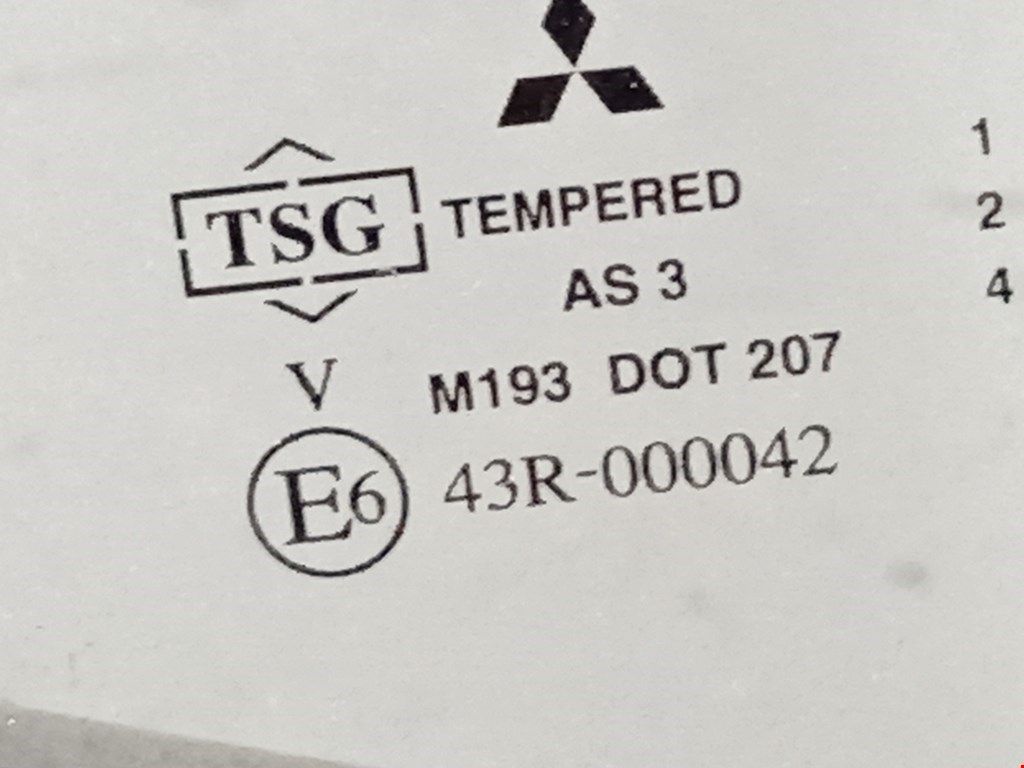 TSG TEMPERED
AS 3
V M193 DOT 207
E6 43R-000042
1
2
4